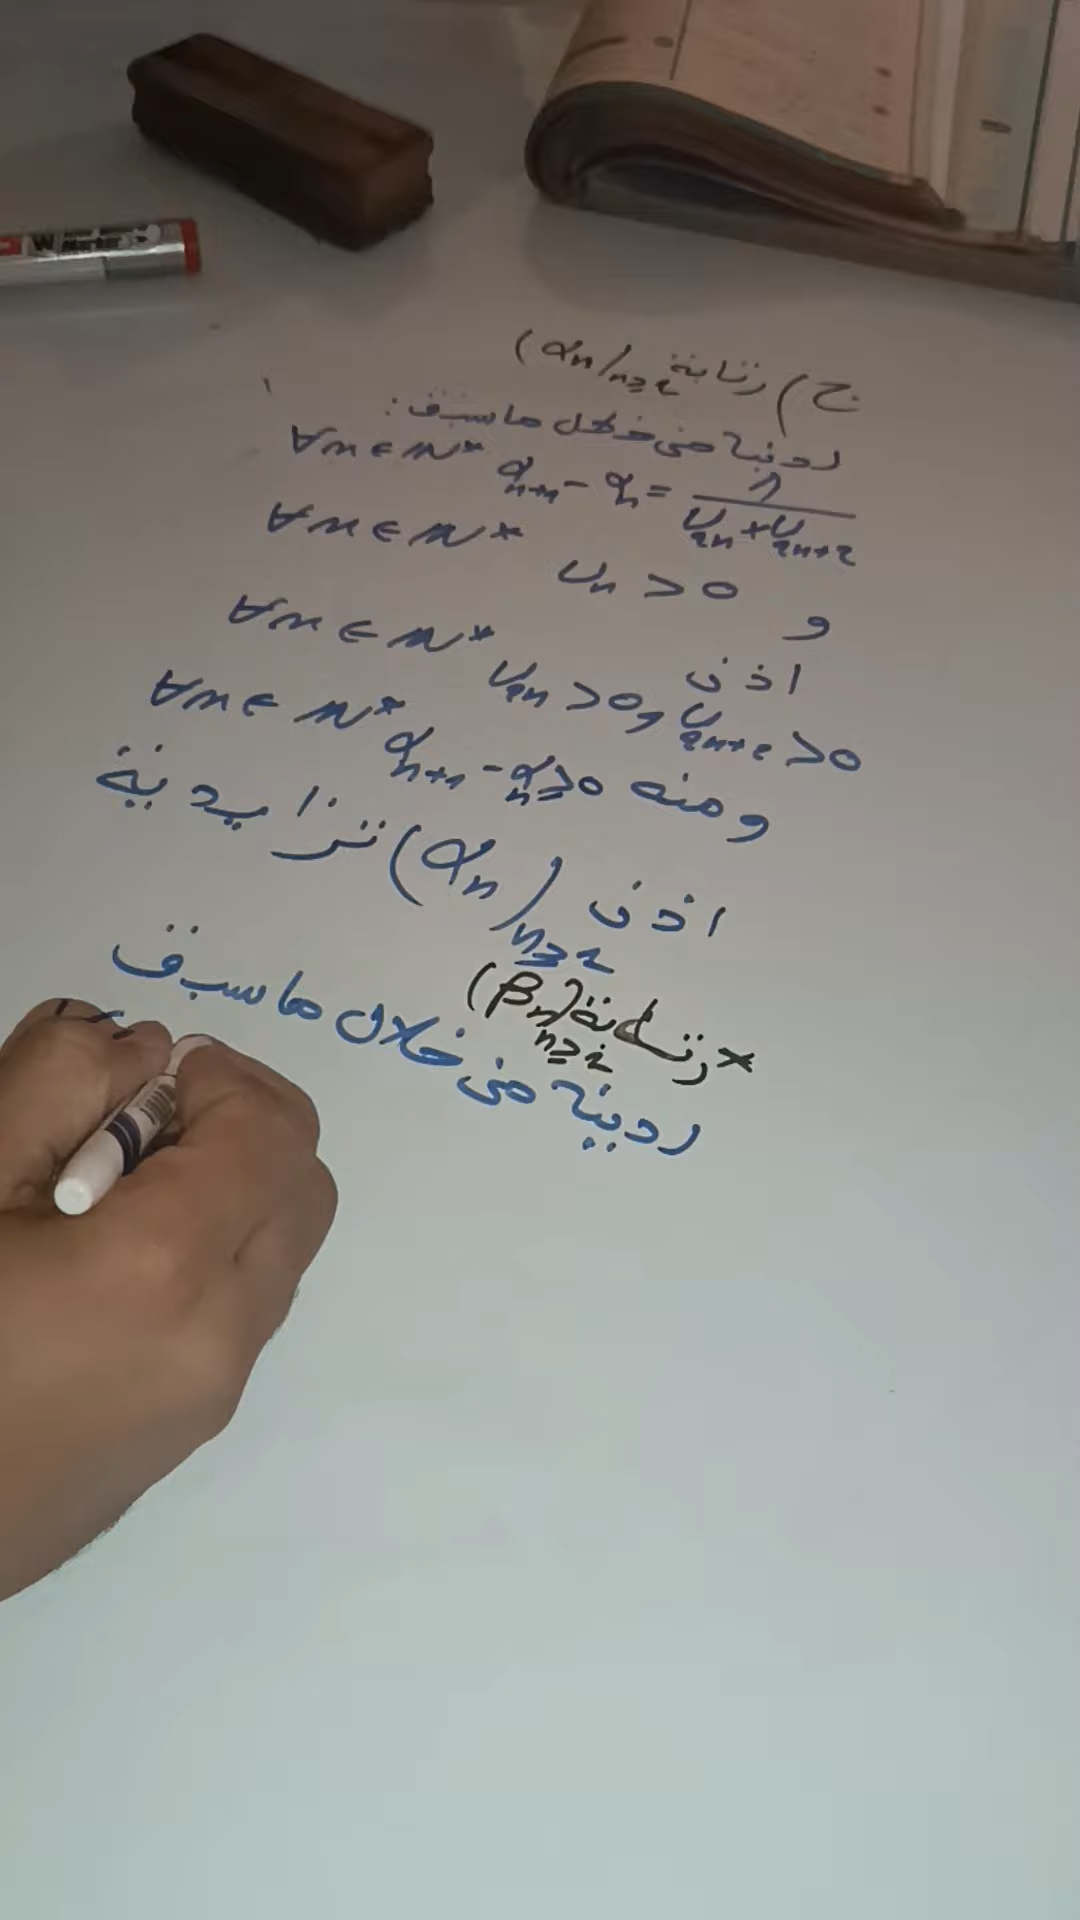 W
Marker
ج) رتابة (αn)n≥2
لدينا من خلال ما سبق:
∀n∈ℕ* αn+1 - αn = 1/(U2n+U2n+2)
و ∀n∈ℕ* Un > 0
اذن ∀n∈ℕ* U2n > 0, U2n+2 > 0
ومنه ∀n∈ℕ* αn+1 - αn ≥ 0
اذن (αn)n≥2 تزايدية
* رتابة (βn)n≥2
لدينا من خلال ما سبق